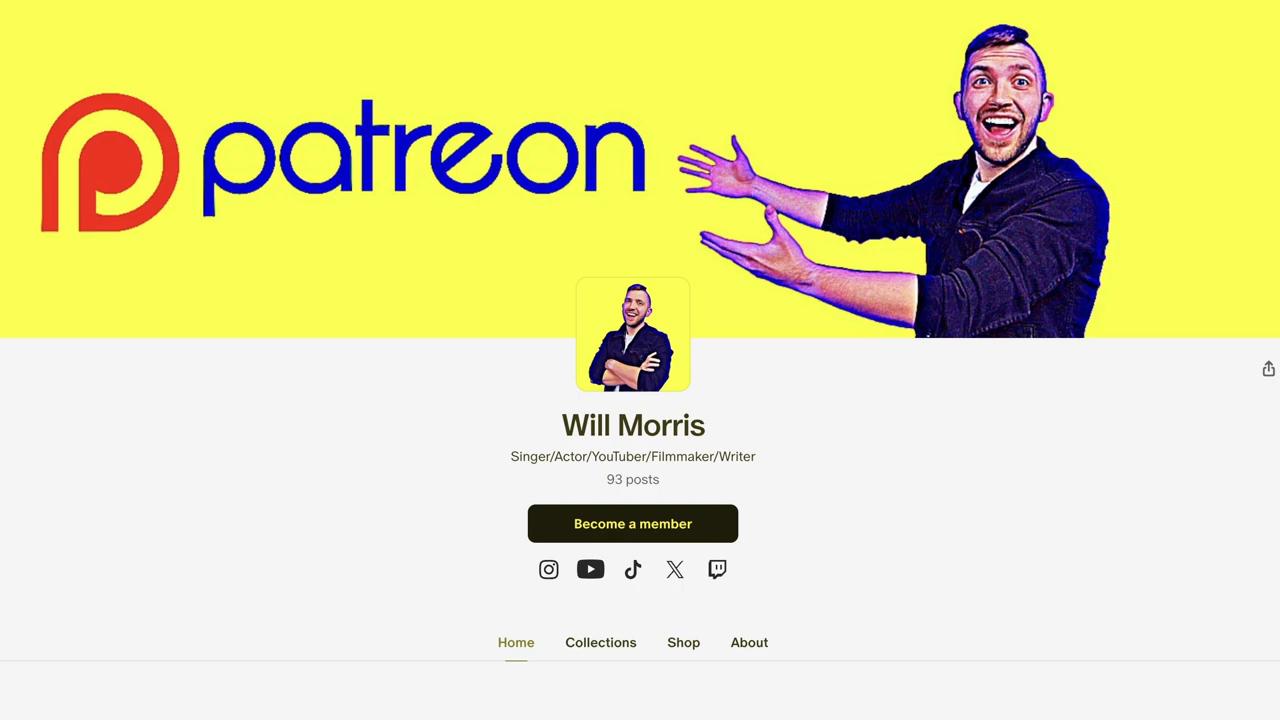 patreon
Will Morris
Singer/Actor/YouTuber/Filmmaker/Writer
93 posts
Become a member
Home
Collections
Shop
About